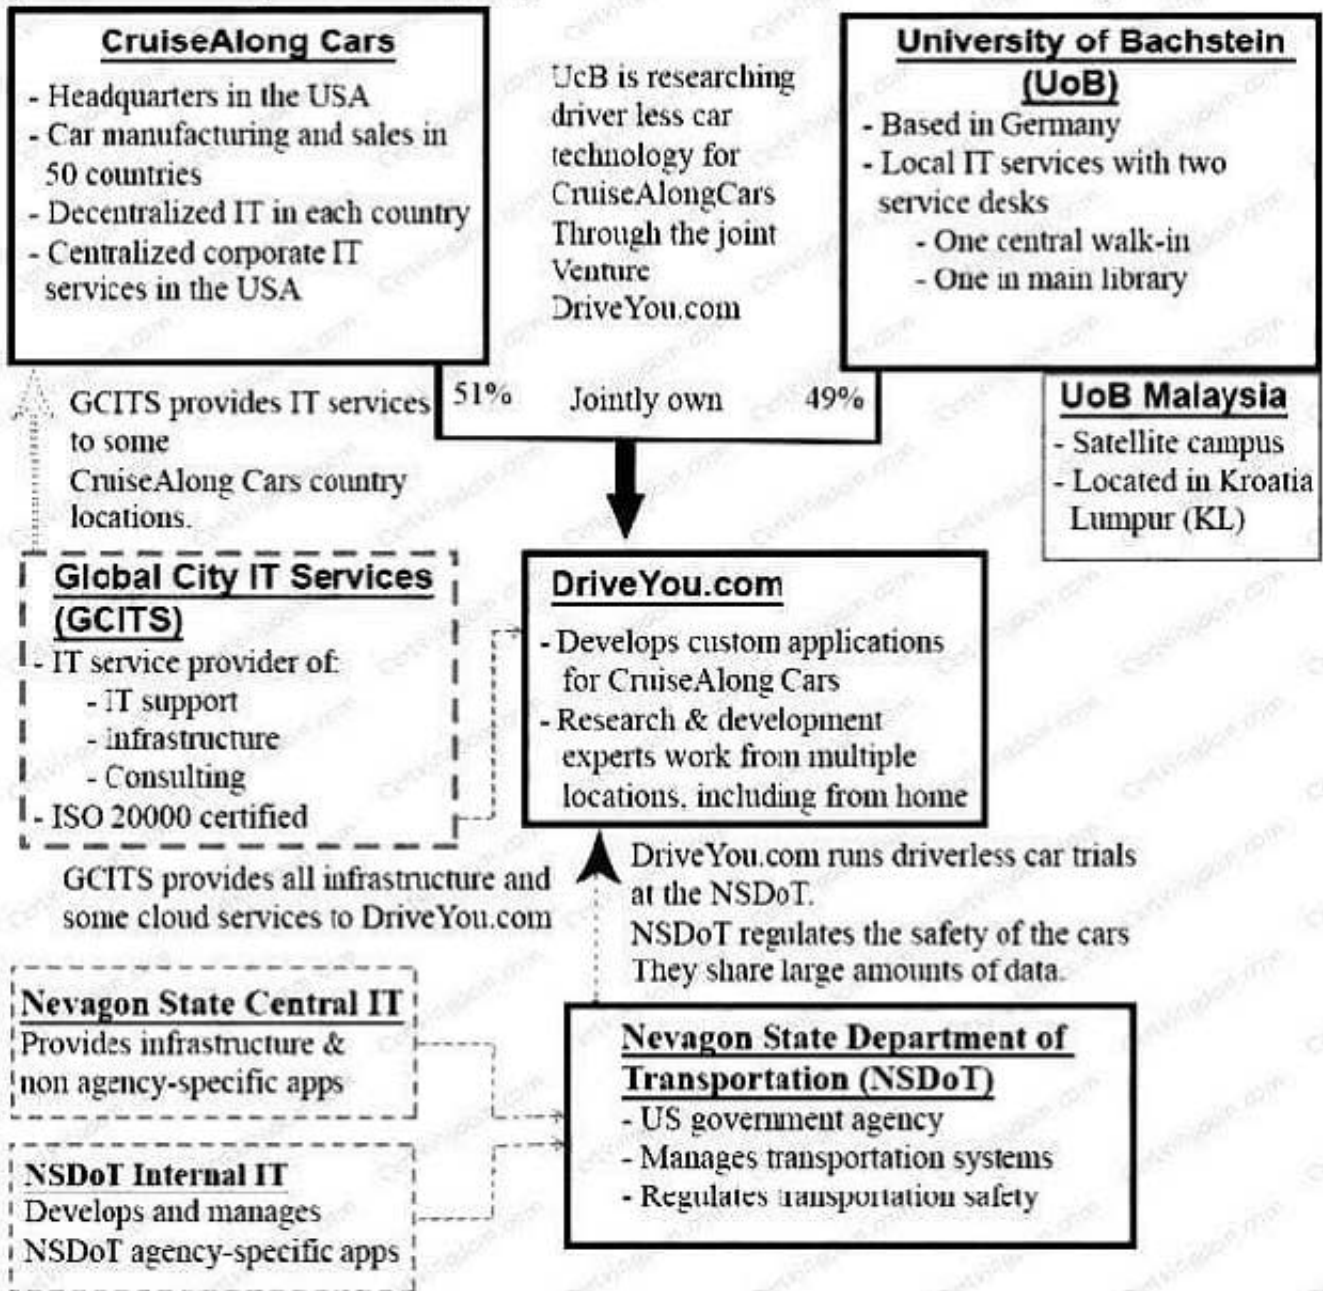 CruiseAlong Cars
- Headquarters in the USA
- Car manufacturing and sales in
50 countries
- Decentralized IT in each country
- Centralized corporate IT
services in the USA
UcB is researching
driver less car
technology for
CruiseAlongCars
Through the joint
Venture
DriveYou.com
University of Bachstein
(UoB)
- Based in Germany
- Local IT services with two
service desks
- One central walk-in
- One in main library
51% Jointly own 49%
UoB Malaysia
- Satellite campus
- Located in Kroatia
Lumpur (KL)
GCITS provides IT services
to some
CruiseAlong Cars country
locations.
Global City IT Services
(GCITS)
- IT service provider of:
- IT support
- infrastructure
- Consulting
- ISO 20000 certified
DriveYou.com
- Develops custom applications
for CruiseAlong Cars
- Research & development
experts work from multiple
locations, including from home
GCITS provides all infrastructure and
some cloud services to DriveYou.com
DriveYou.com runs driverless car trials
at the NSDoT.
NSDoT regulates the safety of the cars
They share large amounts of data.
Nevagon State Central IT
Provides infrastructure &
non agency-specific apps
NSDoT Internal IT
Develops and manages
NSDoT agency-specific apps
Nevagon State Department of
Transportation (NSDoT)
- US government agency
- Manages transportation systems
- Regulates transportation safety